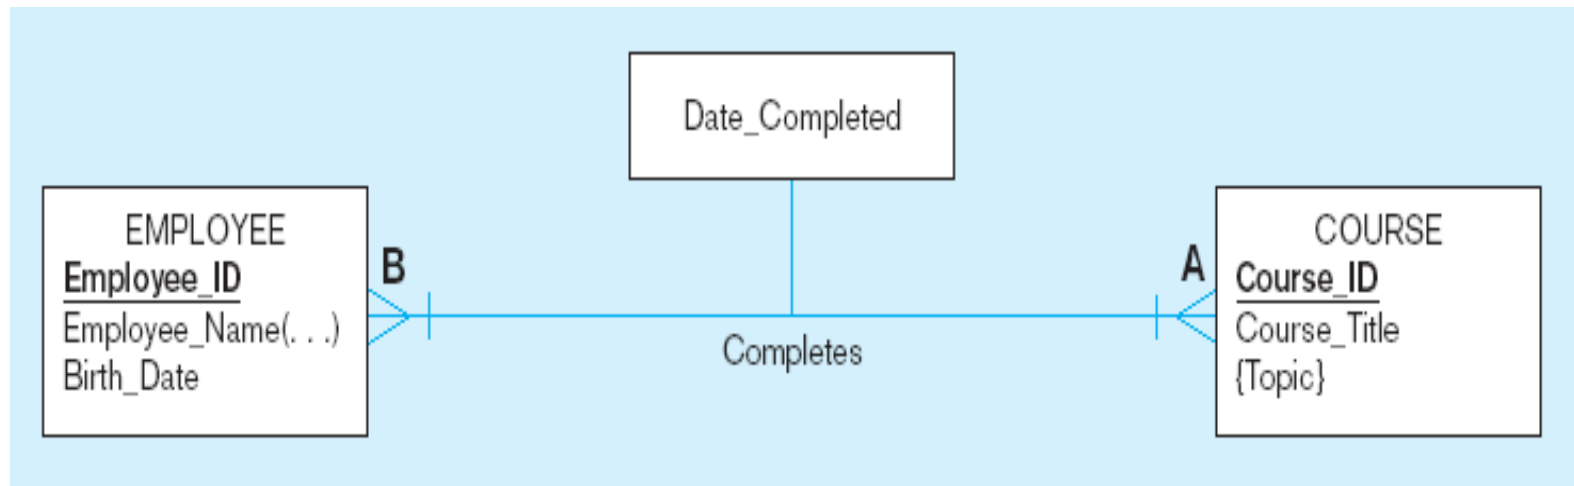 Date_Completed
EMPLOYEE
Employee_ID
Employee_Name(. . .)
Birth_Date
B
Completes
A
COURSE
Course_ID
Course_Title
{Topic}